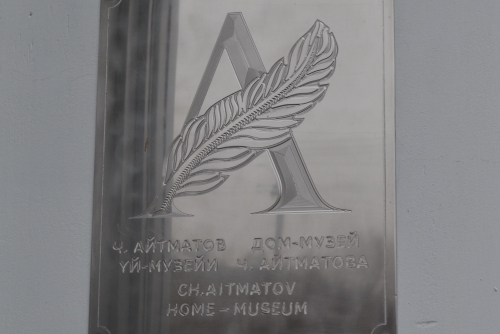 А
Ч. АЙТМАТОВ ДОМ-МУЗЕЙ
ҮЙ-МУЗЕЙИ Ч. АЙТМАТОВА
CH.AITMATOV
HOME-MUSEUM